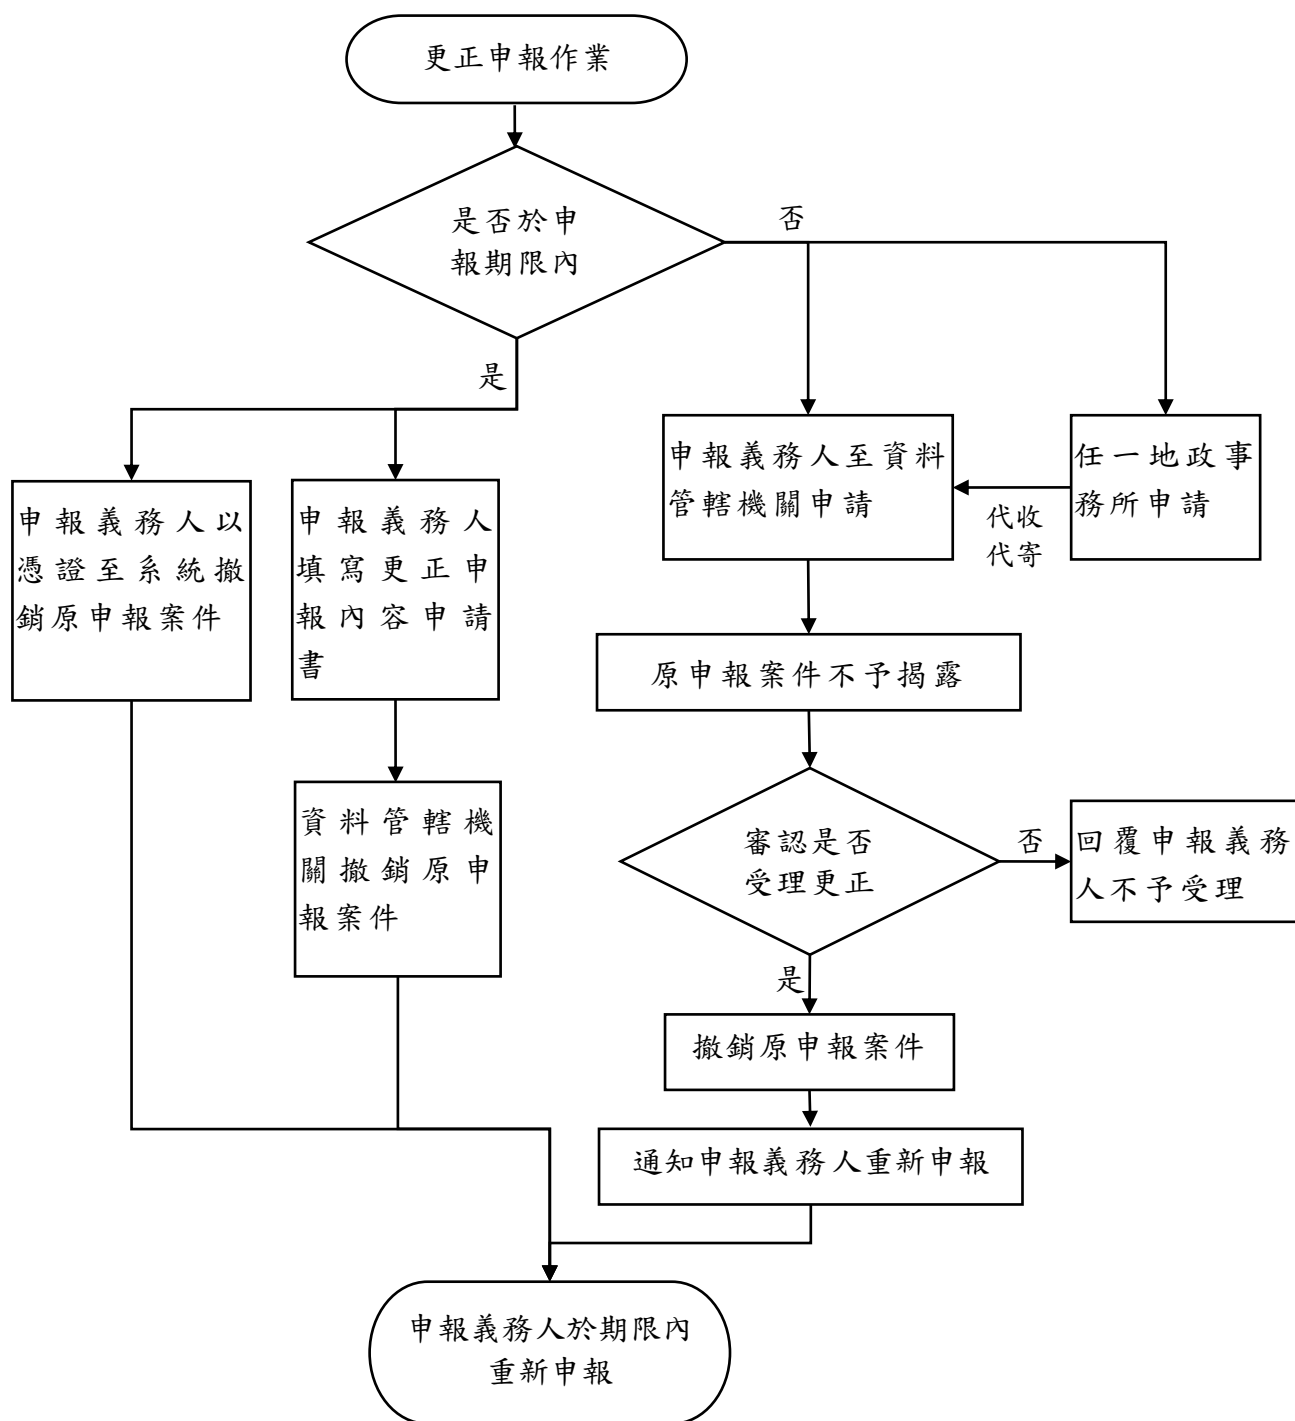 更正申報作業
是否於申
報期限內
否
是
申報義務人至資料
管轄機關申請
任一地政事
務所申請
代收
代寄
申報義務人以
憑證至系統撤
銷原申報案件
申報義務人
填寫更正申
報內容申請
書
原申報案件不予揭露
資料管轄機
關撤銷原申
報案件
審認是否
受理更正
否
回覆申報義務
人不予受理
是
撤銷原申報案件
通知申報義務人重新申報
申報義務人於期限內
重新申報